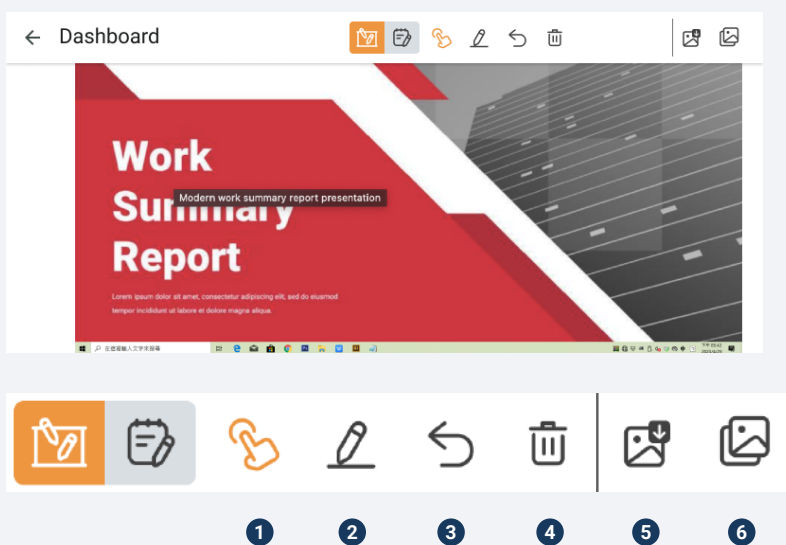 Dashboard
Work
Summary
Modern work summary report presentation
Report
Lorem ipsum dolor sit amet, consectetur adipiscing elit, sed do eiusmod
tempor incididunt ut labore et dolore magna aliqua.
1 2 3 4 5 6